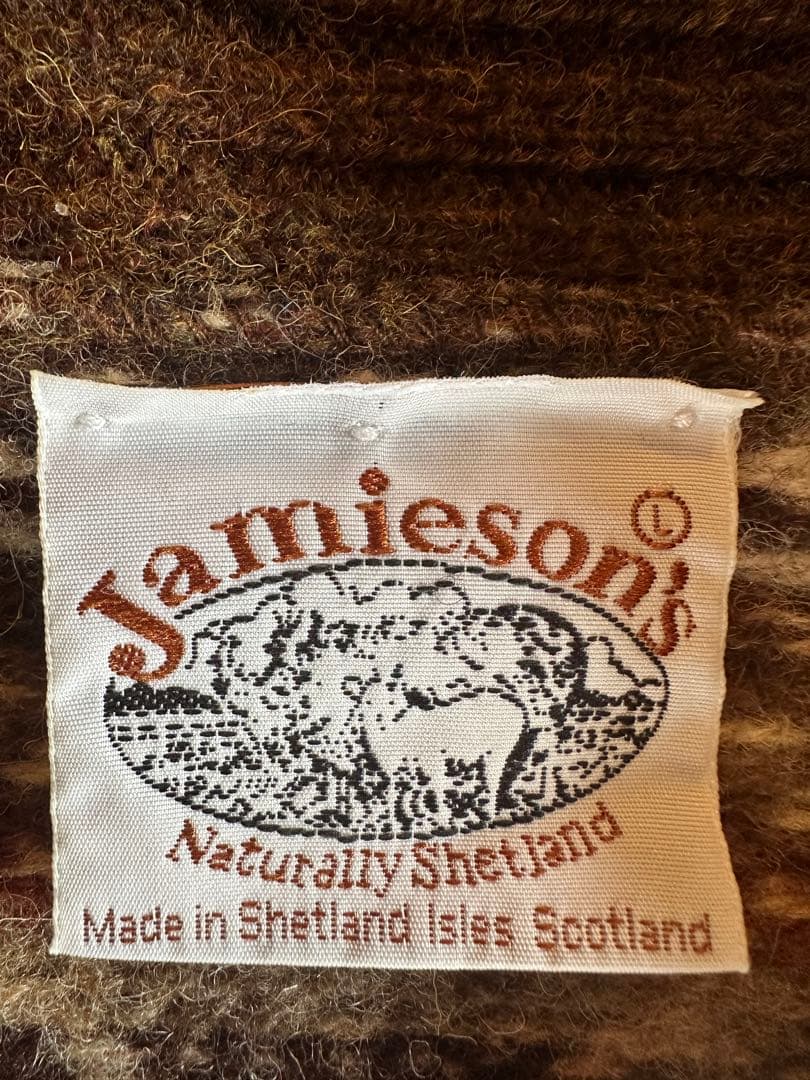 Jamieson's
Ⓛ
Naturally Shetland
Made in Shetland Isles Scotland